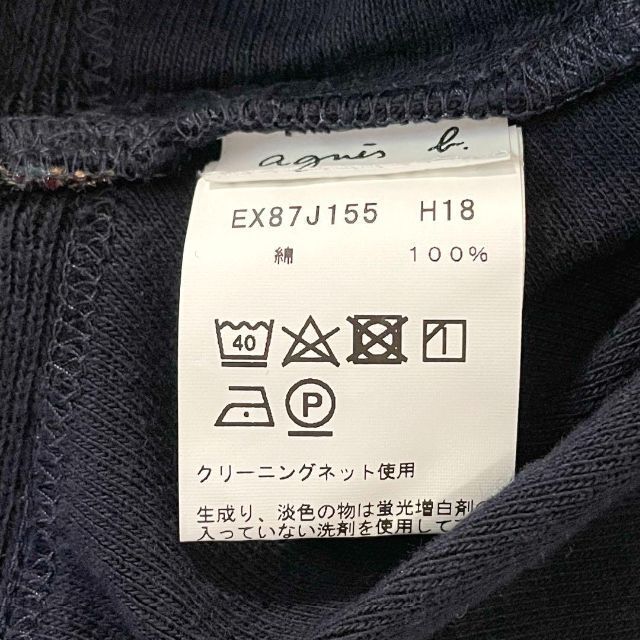 agnès b.
EX87J155 H18
綿 100%
40
P
クリーニングネット使用
生成り、淡色の物は蛍光増白剤の
入っていない洗剤を使用して